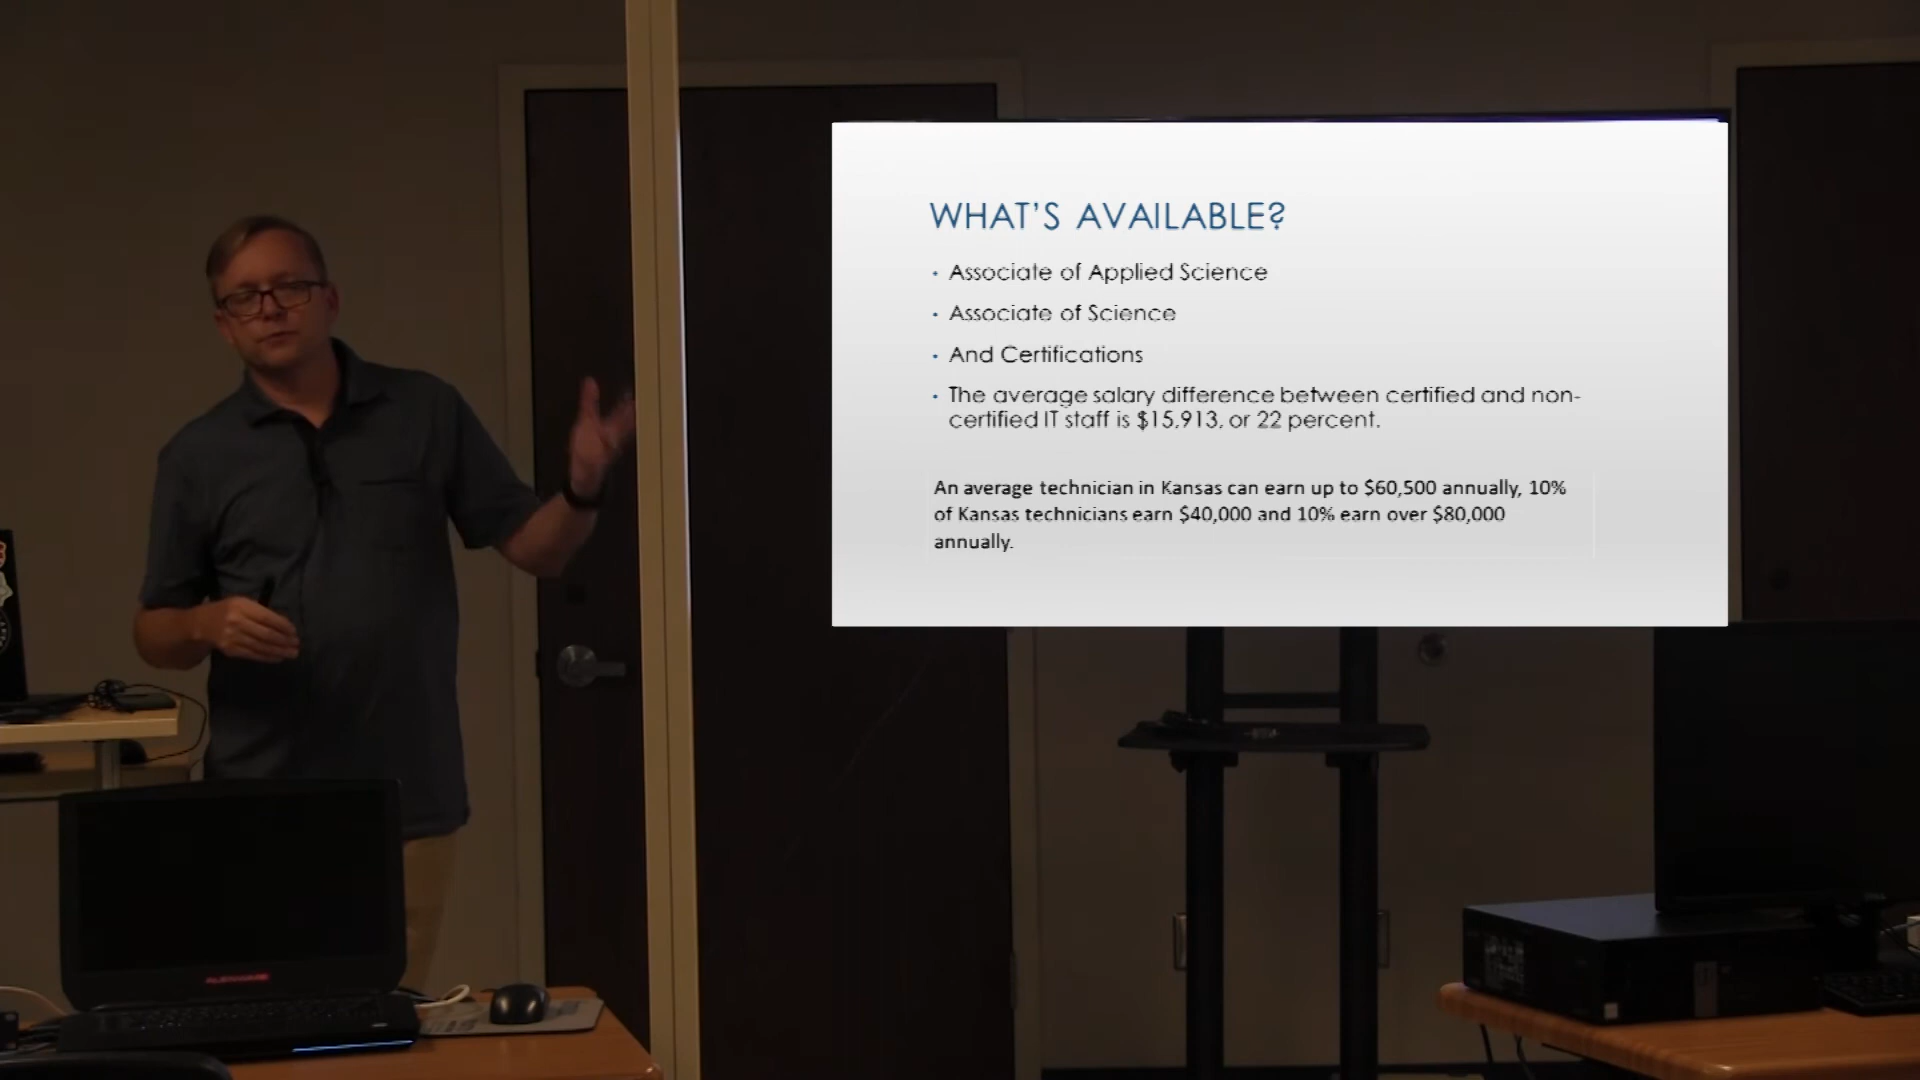 WHAT'S AVAILABLE?
• Associate of Applied Science
• Associate of Science
• And Certifications
• The average salary difference between certified and non-
certified IT staff is $15,913, or 22 percent.
An average technician in Kansas can earn up to $60,500 annually, 10%
of Kansas technicians earn $40,000 and 10% earn over $80,000
annually.
ALIENWARE